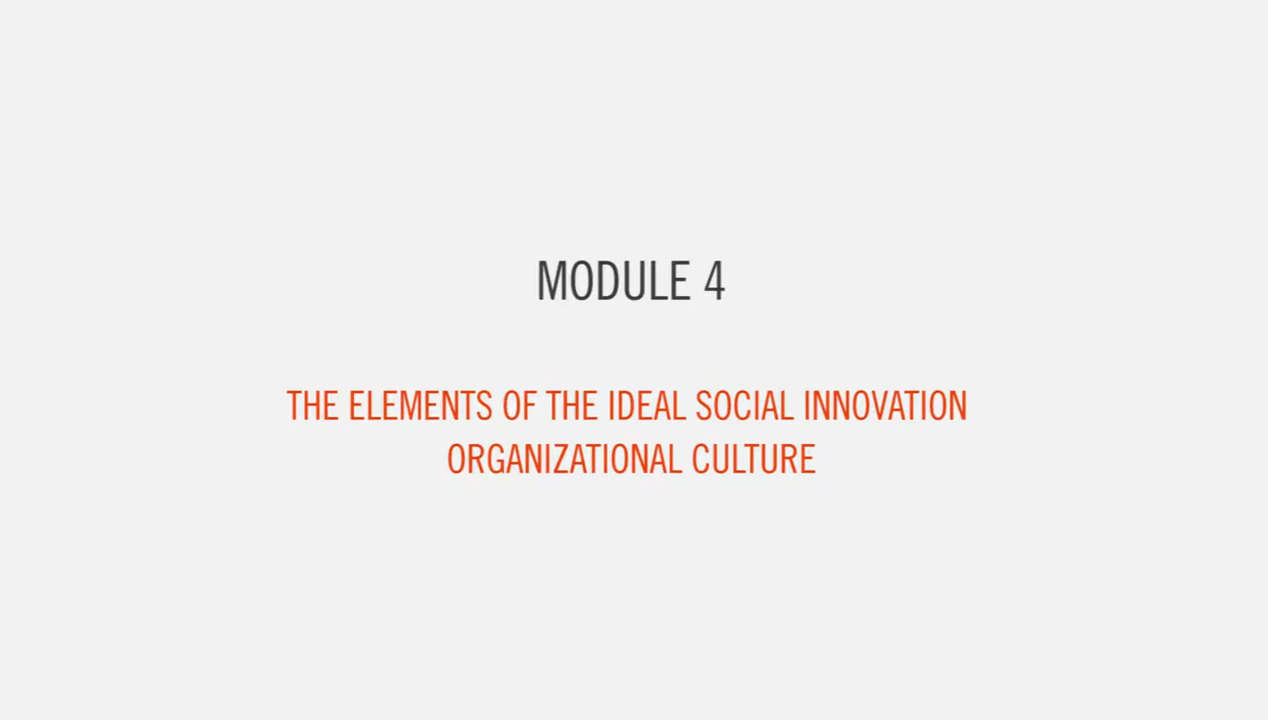 MODULE 4
THE ELEMENTS OF THE IDEAL SOCIAL INNOVATION
ORGANIZATIONAL CULTURE